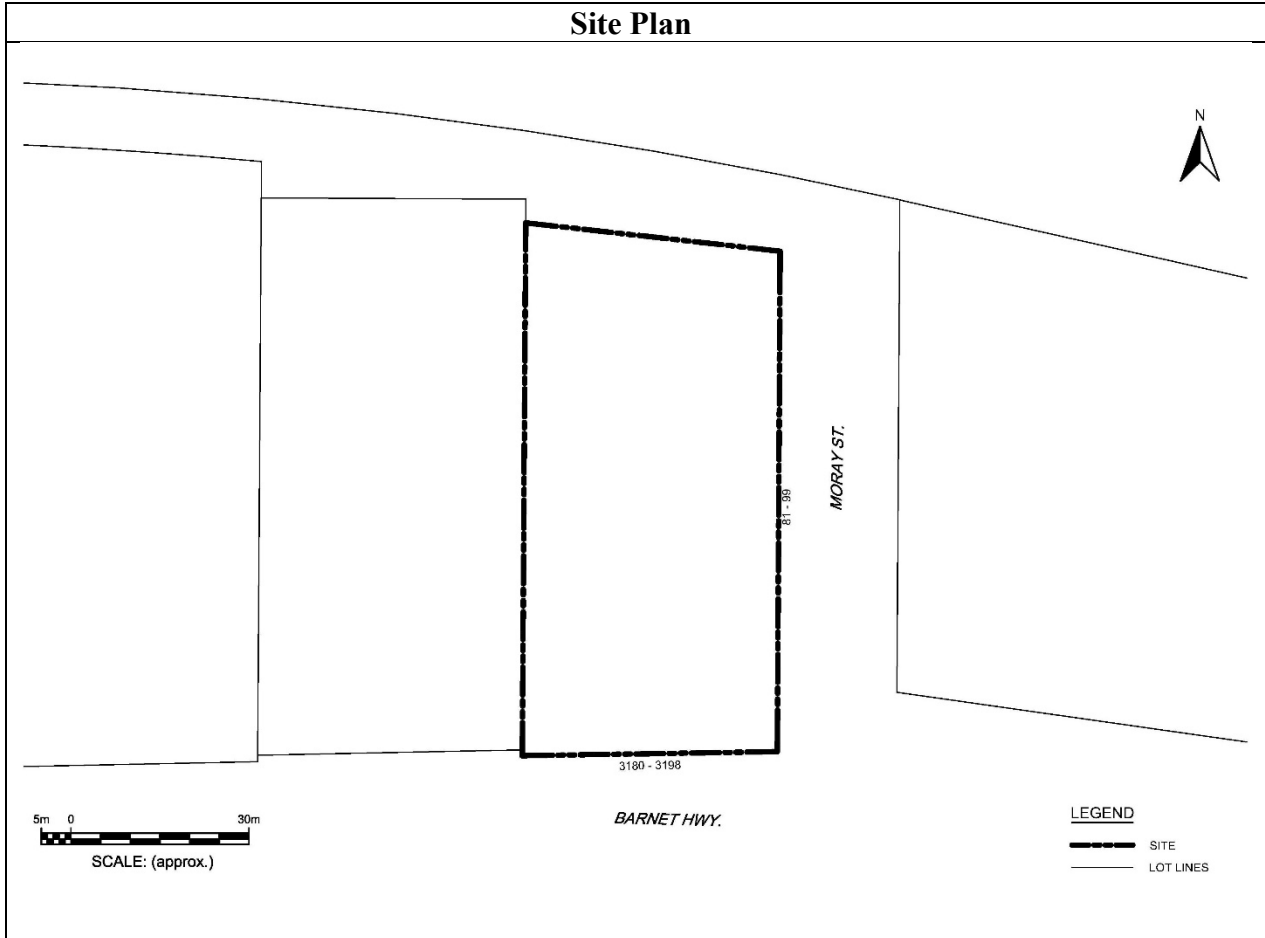 Site Plan
N
MORAY ST.
81 - 99
3180 - 3198
BARNET HWY.
5m 0 30m
SCALE: (approx.)
LEGEND
SITE
LOT LINES